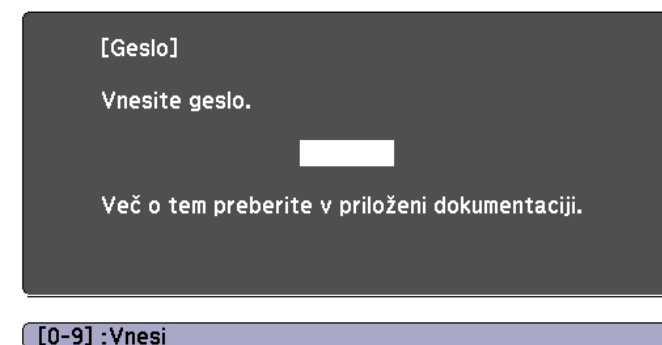 [Geslo]
Vnesite geslo.
Več o tem preberite v priloženi dokumentaciji.
[0-9] :Vnesi